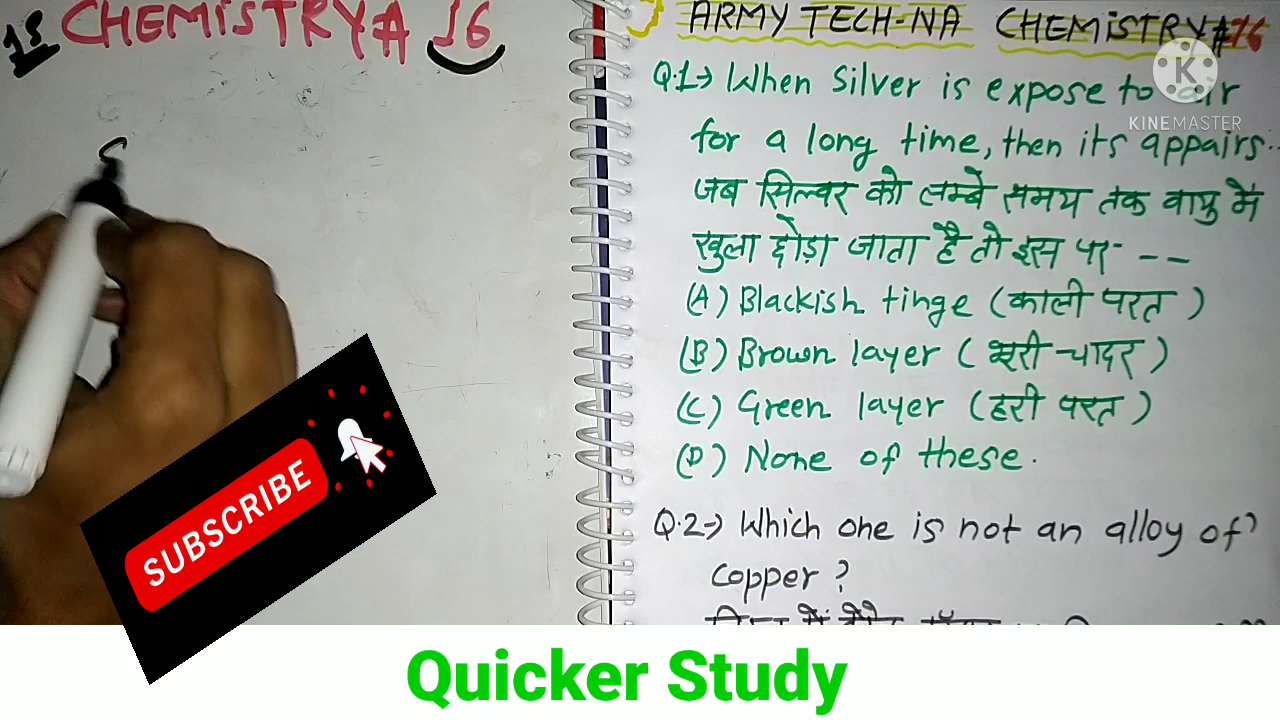 15 CHEMISTRY# 16
S
SUBSCRIBE
ARMY TECH-NA CHEMISTRY#16
Q.1→ When Silver is expose to air
for a long time, then its appairs..
जब सिल्वर को लम्बे समय तक वायु में
खुला छोड़ा जाता है तो इस पर --
(A) Blackish tinge (काली परत)
(B) Brown layer (भूरी चादर)
(C) Green layer (हरी परत)
(D) None of these.
Q.2→ Which one is not an alloy of
copper ?
K
KINEMASTER
Quicker Study